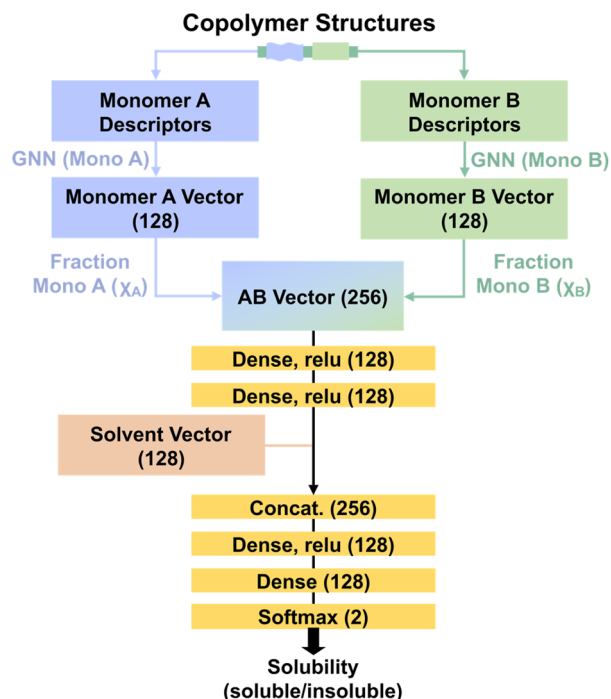 Copolymer Structures
Monomer A
Descriptors
Monomer B
Descriptors
GNN (Mono A)
GNN (Mono B)
Monomer A Vector
(128)
Monomer B Vector
(128)
Fraction
Mono A (χA)
Fraction
Mono B (χB)
AB Vector (256)
Dense, relu (128)
Dense, relu (128)
Solvent Vector
(128)
Concat. (256)
Dense, relu (128)
Dense (128)
Softmax (2)
Solubility
(soluble/insoluble)